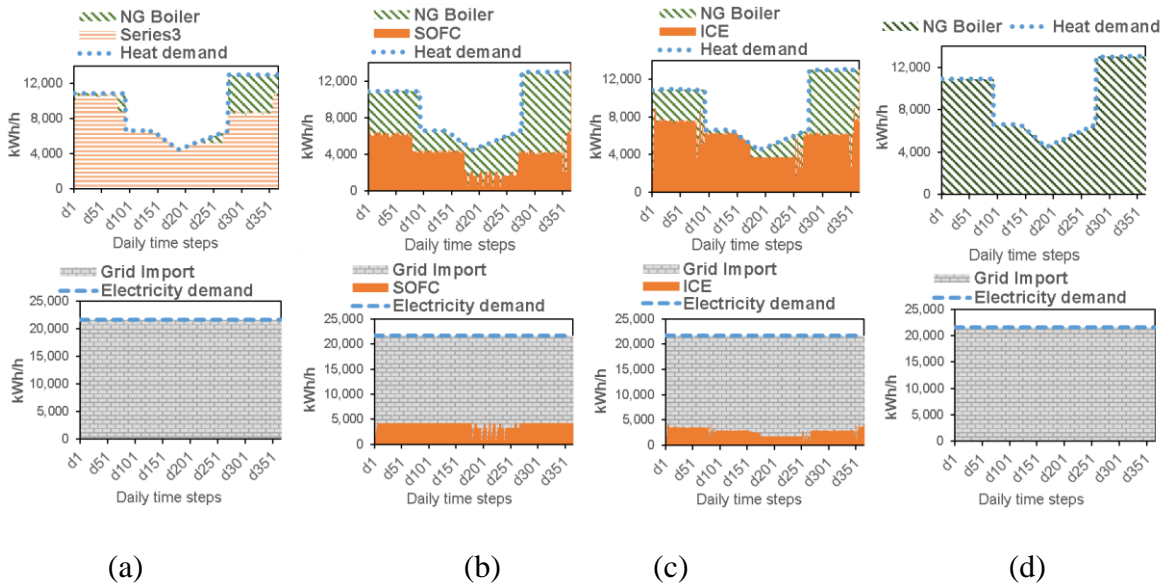 NG Boiler
Series3
Heat demand
kWh/h
12,000
8,000
4,000
0
d1
d51
d101
d151
d201
d251
d301
d351
Daily time steps
NG Boiler
SOFC
Heat demand
12,000
8,000
4,000
0
d1
d51
d101
d151
d201
d251
d301
d351
Daily time steps
NG Boiler
ICE
Heat demand
kWh/h
12,000
8,000
4,000
0
d1
d51
d101
d151
d201
d251
d301
d351
Daily time steps
NG Boiler Heat demand
kWh/h
12,000
8,000
4,000
0
d1
d51
d101
d151
d201
d251
d301
d351
Daily time steps
Grid Import
Electricity demand
kWh/h
25,000
20,000
15,000
10,000
5,000
0
d1
d51
d101
d151
d201
d251
d301
d351
Daily time steps
Grid Import
SOFC
Electricity demand
25,000
20,000
15,000
10,000
5,000
0
d1
d51
d101
d151
d201
d251
d301
d351
Daily time steps
Grid Import
ICE
Electricity demand
kWh/h
25,000
20,000
15,000
10,000
5,000
0
d1
d51
d101
d151
d201
d251
d301
d351
Daily time steps
Grid Import
Electricity demand
kWh/h
25,000
20,000
15,000
10,000
5,000
0
d1
d51
d101
d151
d201
d251
d301
d351
Daily time steps
(a) (b) (c) (d)